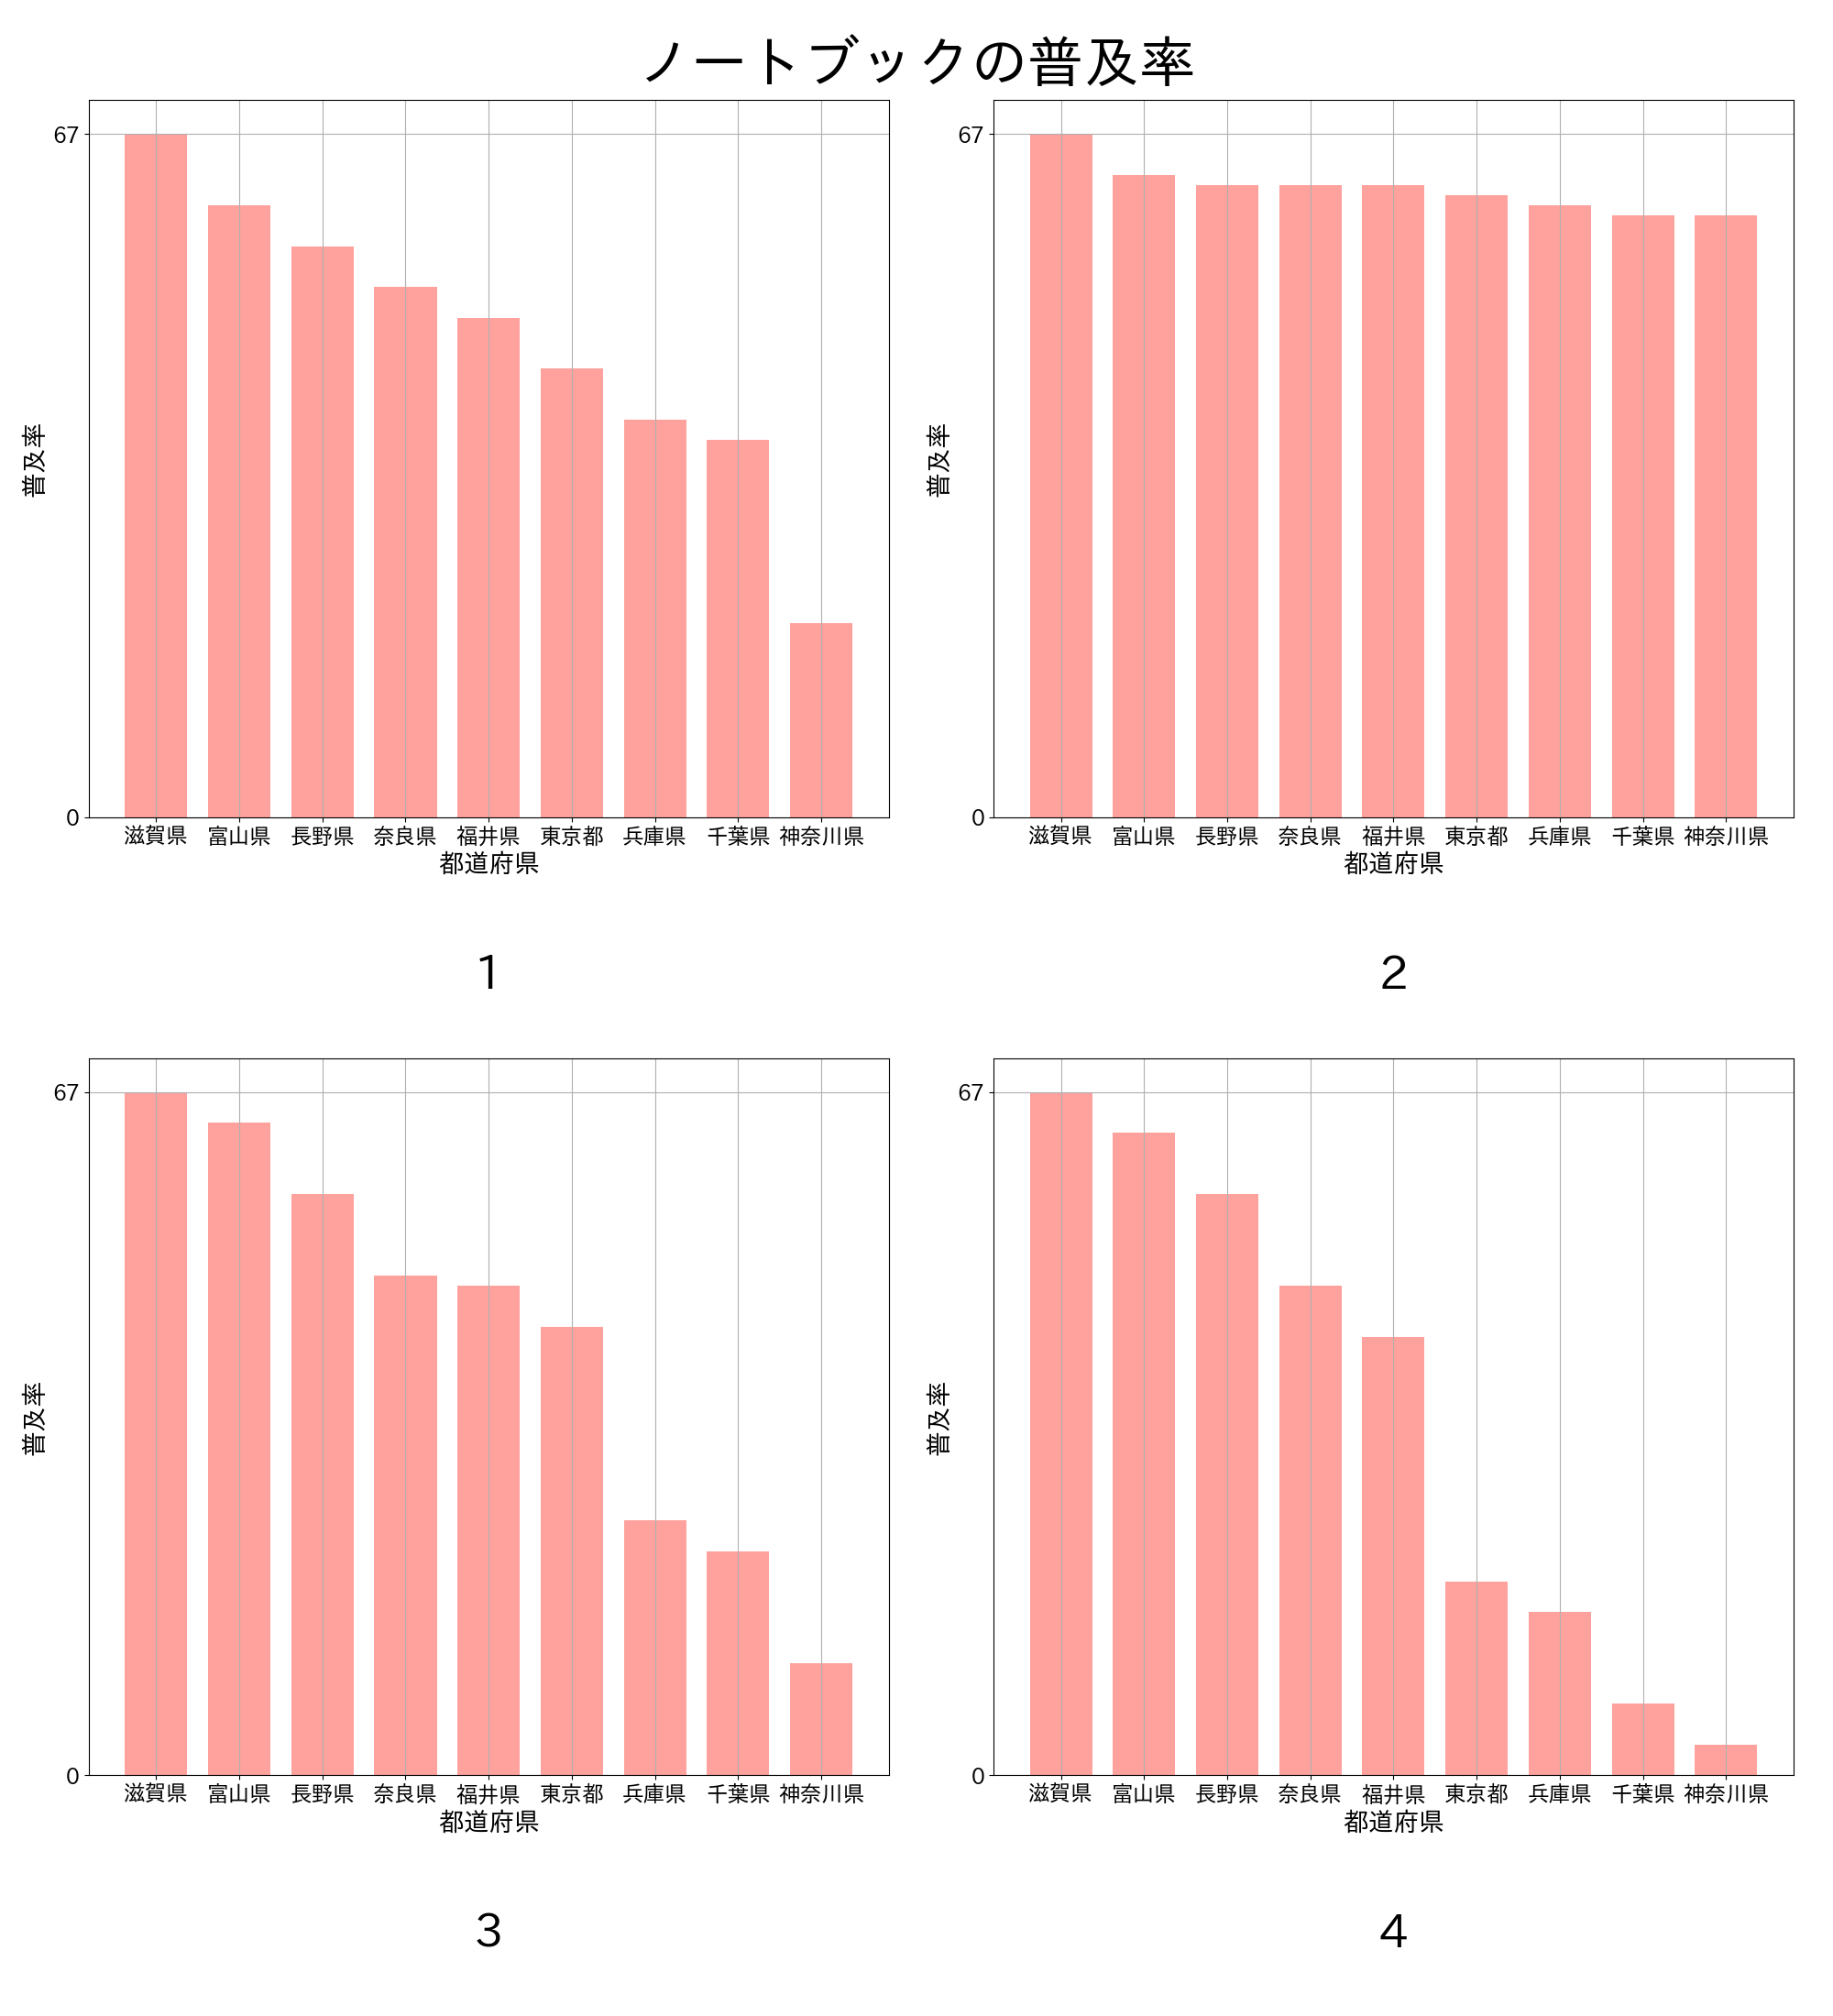 ノートブックの普及率
67
0
普及率
滋賀県 富山県 長野県 奈良県 福井県 東京都 兵庫県 千葉県 神奈川県
都道府県
1
67
0
普及率
滋賀県 富山県 長野県 奈良県 福井県 東京都 兵庫県 千葉県 神奈川県
都道府県
2
67
0
普及率
滋賀県 富山県 長野県 奈良県 福井県 東京都 兵庫県 千葉県 神奈川県
都道府県
3
67
0
普及率
滋賀県 富山県 長野県 奈良県 福井県 東京都 兵庫県 千葉県 神奈川県
都道府県
4